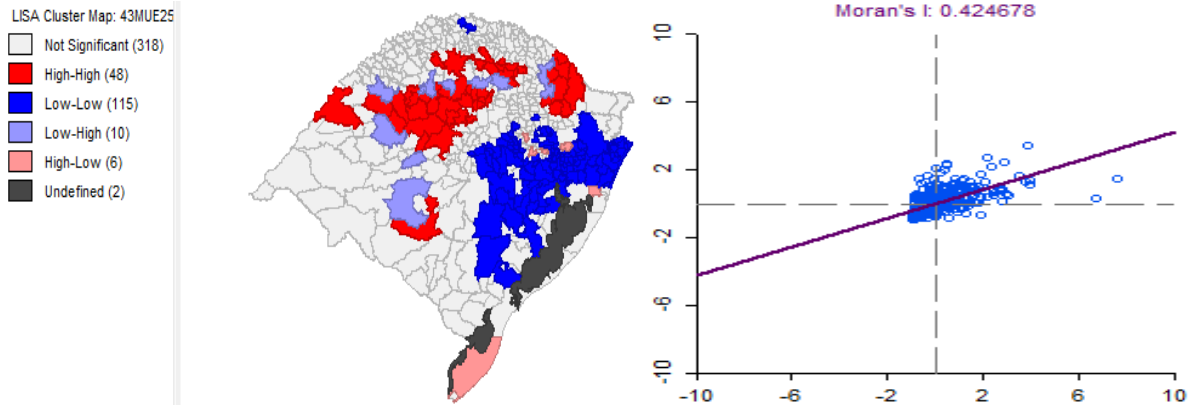 LISA Cluster Map: 43MUE25
Not Significant (318)
High-High (48)
Low-Low (115)
Low-High (10)
High-Low (6)
Undefined (2)
Moran's I: 0.424678
10
6
2
-2
-6
-10
-10
-6
-2
2
6
10